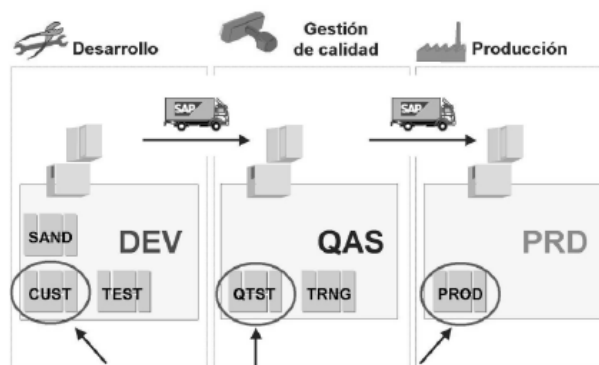 Desarrollo
Gestión
de calidad
Producción
SAP
SAP
DEV
QAS
PRD
SAND
CUST
TEST
QTST
TRNG
PROD